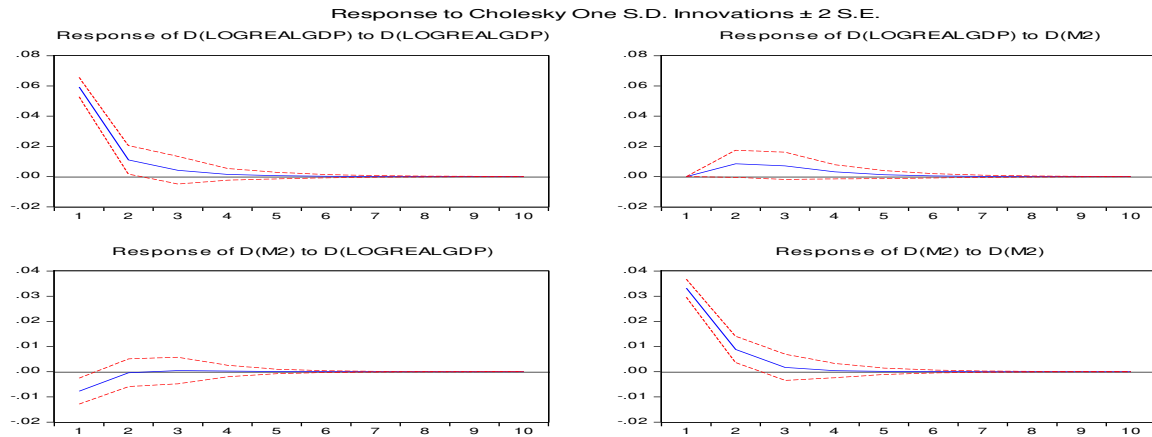 Response to Cholesky One S.D. Innovations ± 2 S.E.
Response of D(LOGREALGDP) to D(LOGREALGDP)
.08
.06
.04
.02
.00
-.02
1 2 3 4 5 6 7 8 9 10
Response of D(LOGREALGDP) to D(M2)
.08
.06
.04
.02
.00
-.02
1 2 3 4 5 6 7 8 9 10
Response of D(M2) to D(LOGREALGDP)
.04
.03
.02
.01
.00
-.01
-.02
1 2 3 4 5 6 7 8 9 10
Response of D(M2) to D(M2)
.04
.03
.02
.01
.00
-.01
-.02
1 2 3 4 5 6 7 8 9 10